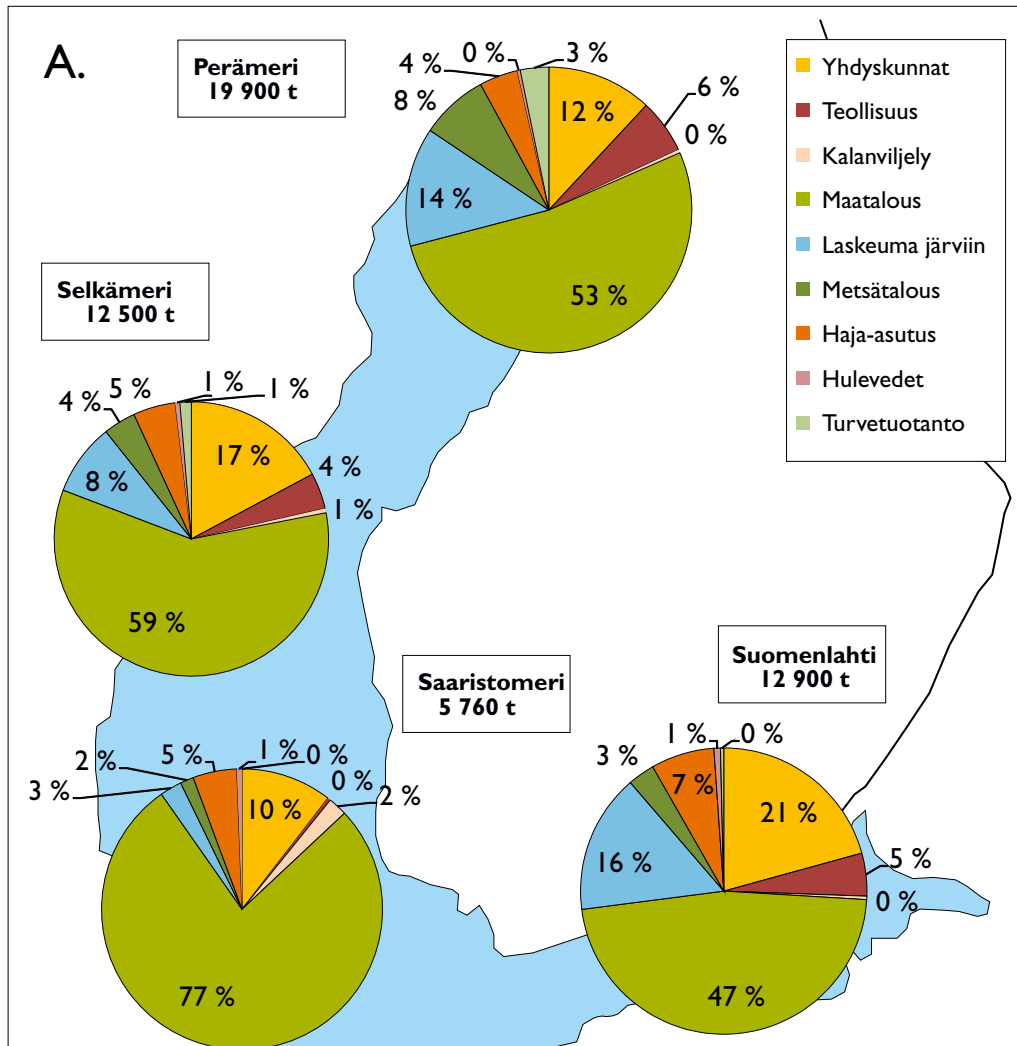 A.
Perämeri
19 900 t
0 %
3 %
4 %
8 %
12 %
6 %
0 %
14 %
53 %
Yhdyskunnat
Teollisuus
Kalanviljely
Maatalous
Laskeuma järviin
Metsätalous
Haja-asutus
Hulevedet
Turvetuotanto
Selkämeri
12 500 t
4 %
5 %
1 %
1 %
17 %
4 %
8 %
1 %
59 %
Saaristomeri
5 760 t
3 %
2 %
5 %
1 %
0 %
0 %
2 %
10 %
77 %
Suomenlahti
12 900 t
3 %
1 %
0 %
7 %
21 %
16 %
5 %
0 %
47 %